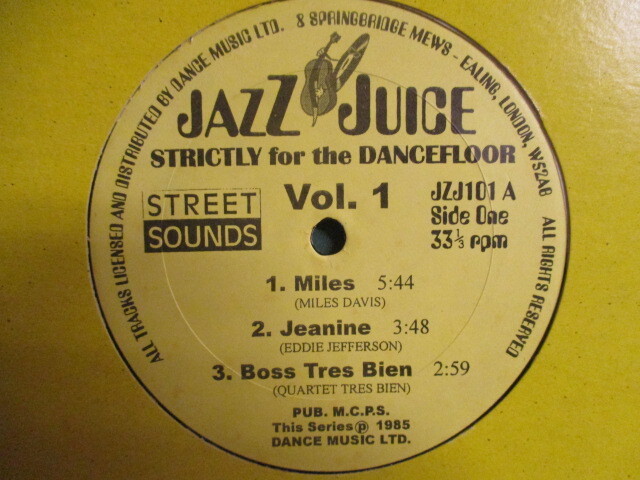 ALL TRACKS LICENSED AND DISTRIBUTED BY DANCE MUSIC LTD. 8 SPRINGBRIDGE MEWS - EALING, LONDON, W52AB ALL RIGHTS RESERVED
JAZZ JUICE
STRICTLY for the DANCEFLOOR
STREET
SOUNDS
Vol. 1
JZJ101 A
Side One
33 1/3 rpm
1. Miles 5:44
(MILES DAVIS)
2. Jeanine 3:48
(EDDIE JEFFERSON)
3. Boss Tres Bien 2:59
(QUARTET TRES BIEN)
PUB. M.C.P.S.
This Series ℗ 1985
DANCE MUSIC LTD.